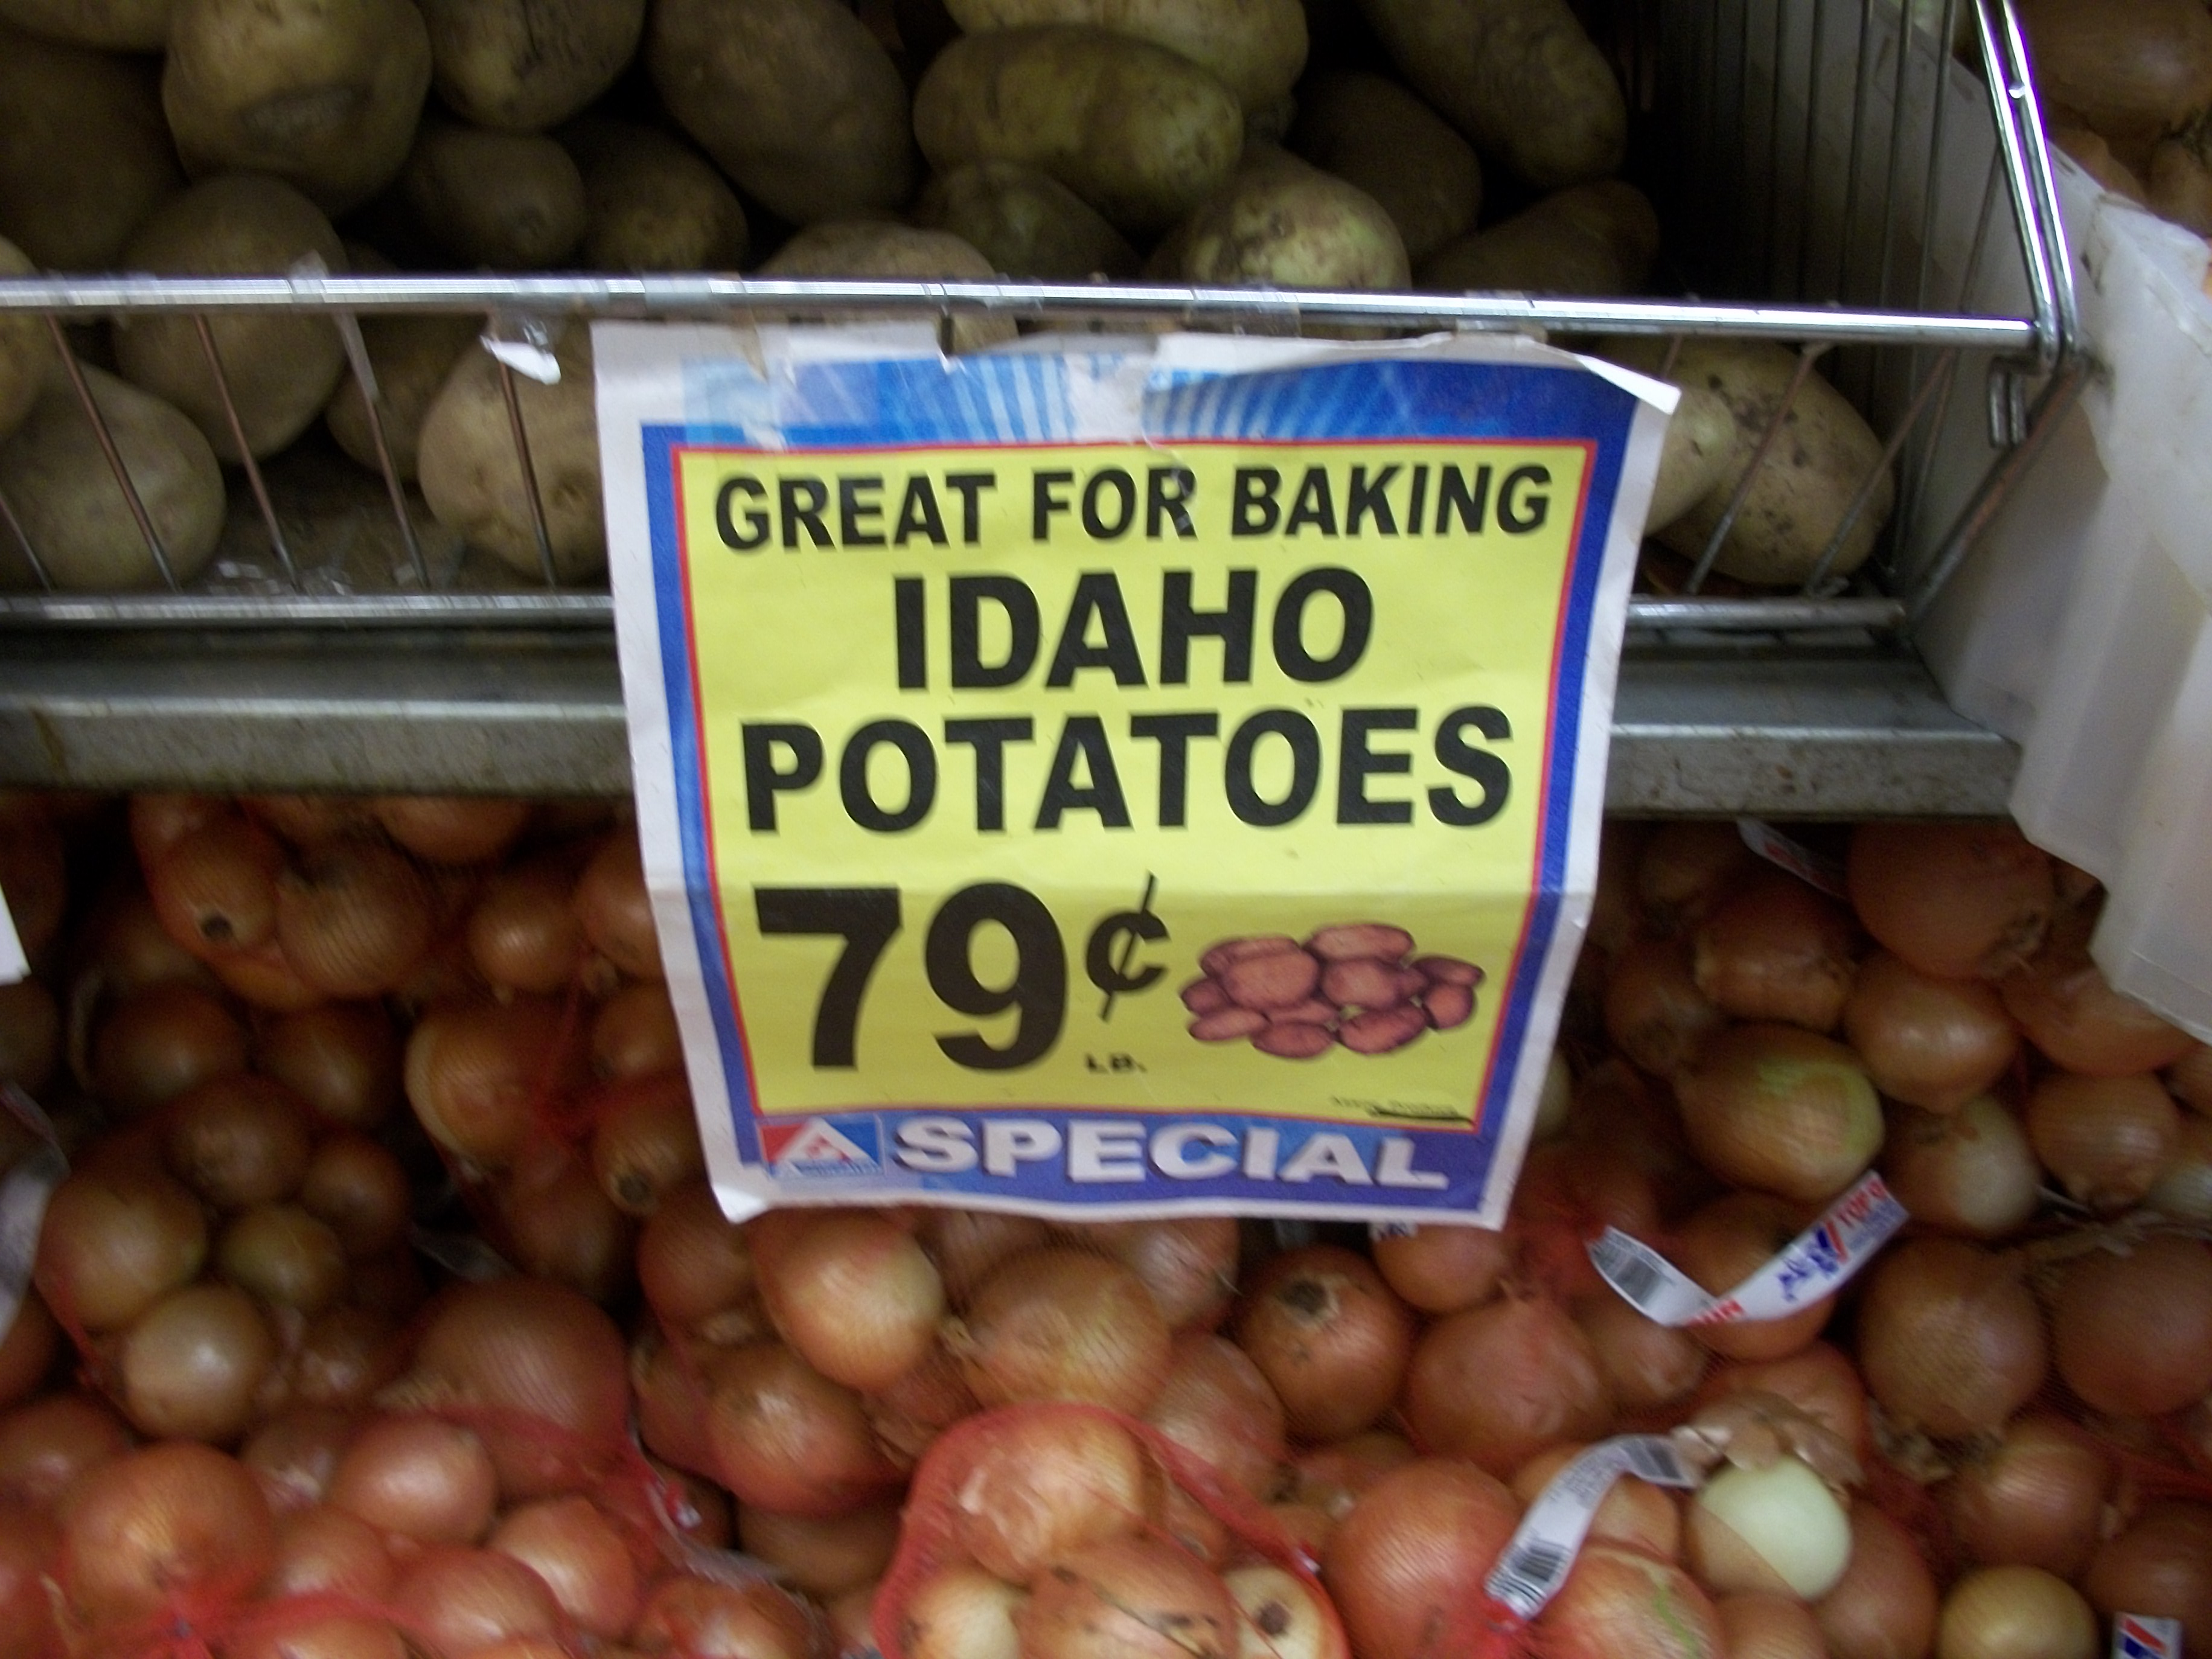 GREAT FOR BAKING
IDAHO
POTATOES
79¢
LB.
SPECIAL